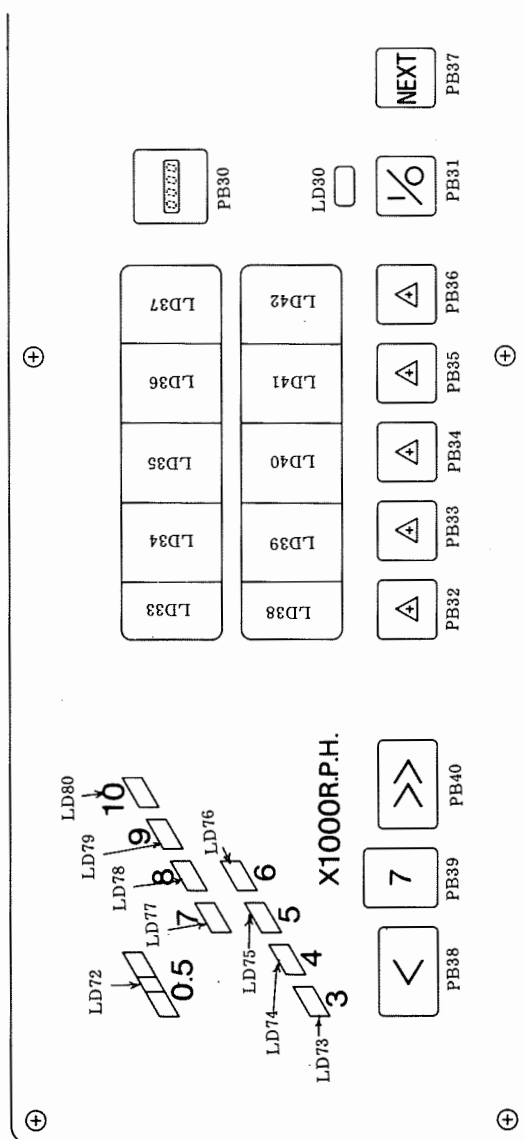 LD72
LD77
LD78
LD79
LD80
0.5
7
8
9
10
LD73
LD74
LD75
LD76
3
4
5
6
X1000R.P.H.
LD33
LD34
LD35
LD36
LD37
LD38
LD39
LD40
LD41
LD42
PB30
LD30
<
7
>>
+
+
+
+
+
I/O
NEXT
PB38
PB39
PB40
PB32
PB33
PB34
PB35
PB36
PB31
PB37